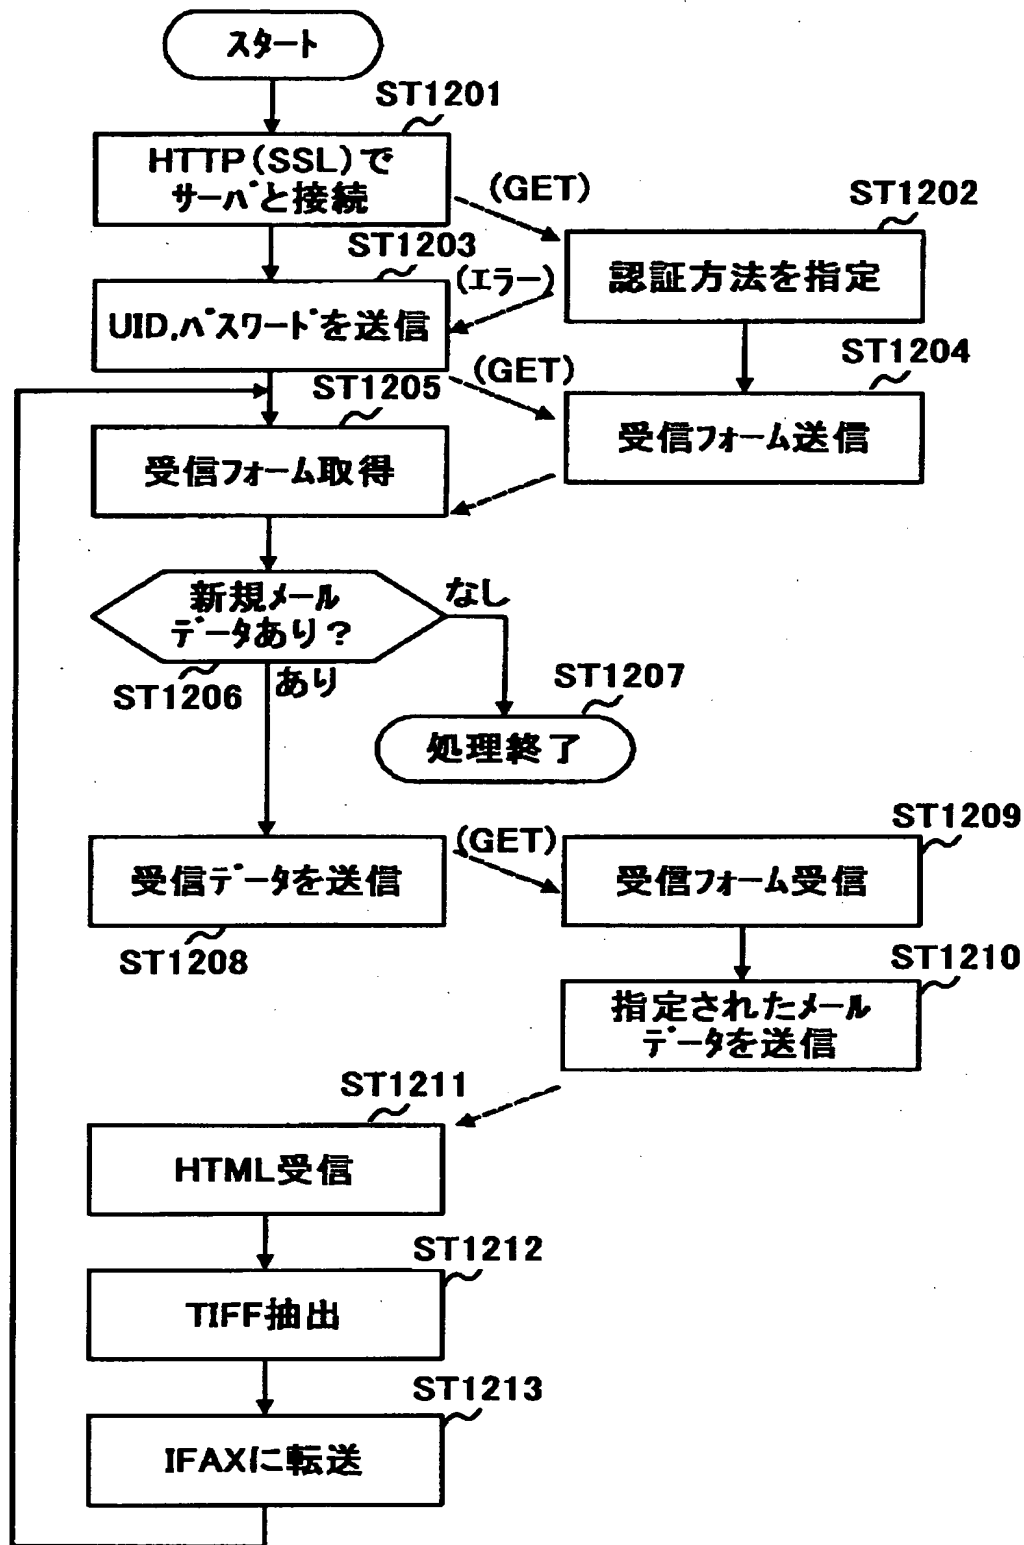 スタート
ST1201
HTTP(SSL)で
サーバと接続
(GET)
ST1202
認証方法を指定
ST1203
(エラー)
UID,パスワードを送信
(GET)
ST1204
受信フォーム送信
ST1205
受信フォーム取得
新規メール
データあり?
なし
ST1206
あり
ST1207
処理終了
受信データを送信
(GET)
ST1208
ST1209
受信フォーム受信
ST1210
指定されたメール
データを送信
ST1211
HTML受信
ST1212
TIFF抽出
ST1213
IFAXに転送